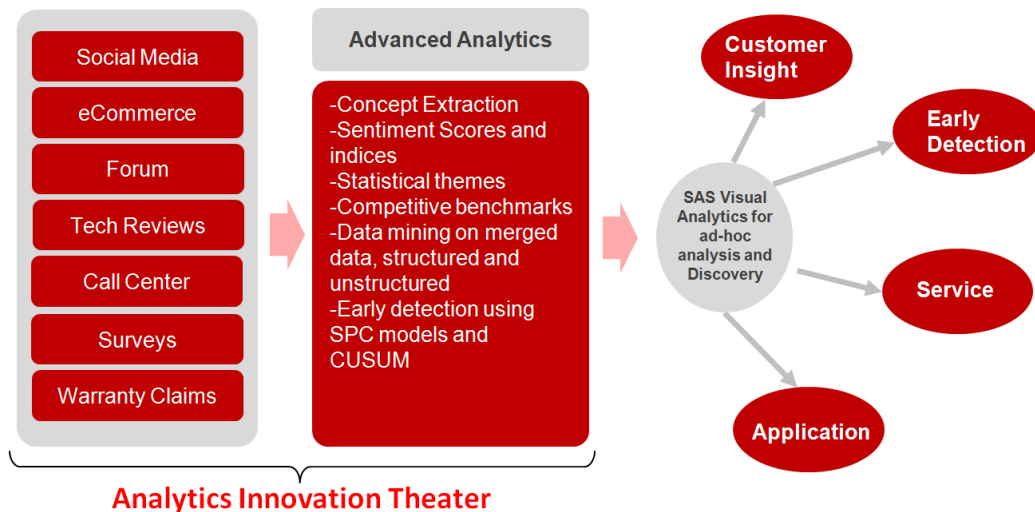 Social Media
eCommerce
Forum
Tech Reviews
Call Center
Surveys
Warranty Claims
Advanced Analytics
-Concept Extraction
-Sentiment Scores and
indices
-Statistical themes
-Competitive benchmarks
-Data mining on merged
data, structured and
unstructured
-Early detection using
SPC models and
CUSUM
Analytics Innovation Theater
SAS Visual
Analytics for
ad-hoc
analysis and
Discovery
Customer
Insight
Early
Detection
Service
Application